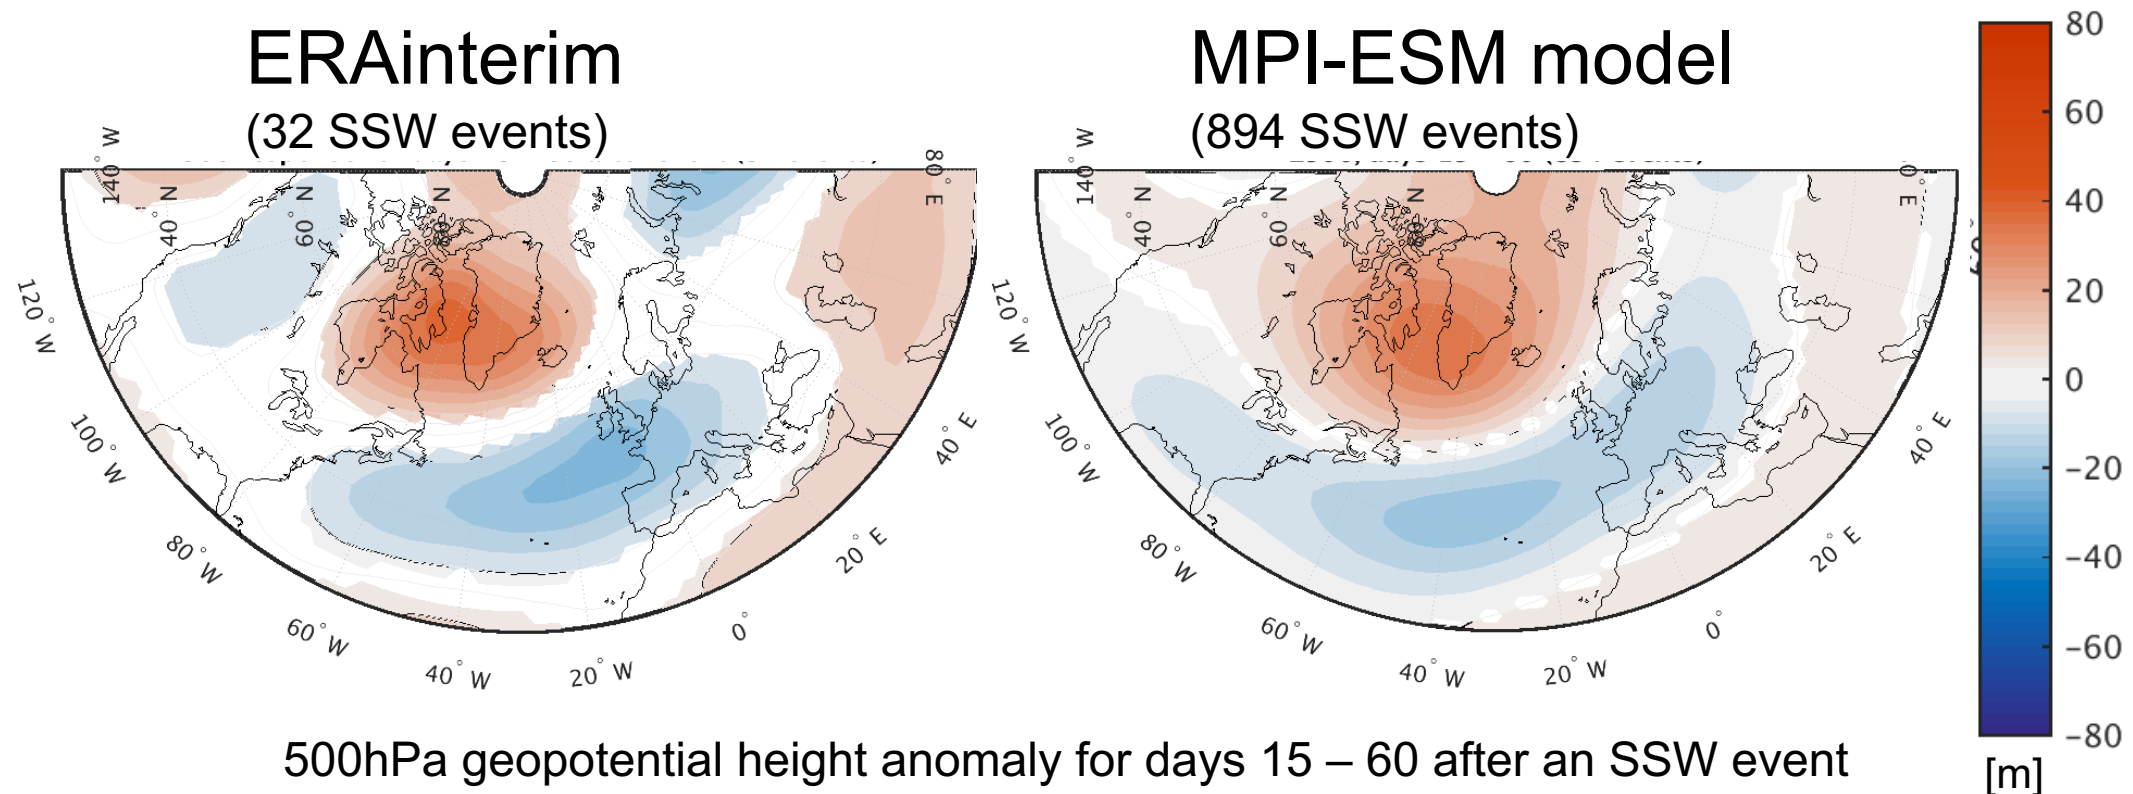 ERAinterim
(32 SSW events)
140° W
40° N
60° N
80° N
80° E
120° W
100° W
80° W
60° W
40° W
20° W
0°
20° E
40° E
MPI-ESM model
(894 SSW events)
140° W
40° N
60° N
80° N
120° W
100° W
80° W
60° W
40° W
20° W
0°
20° E
40° E
80
60
40
20
0
−20
−40
−60
−80
[m]
500hPa geopotential height anomaly for days 15 – 60 after an SSW event